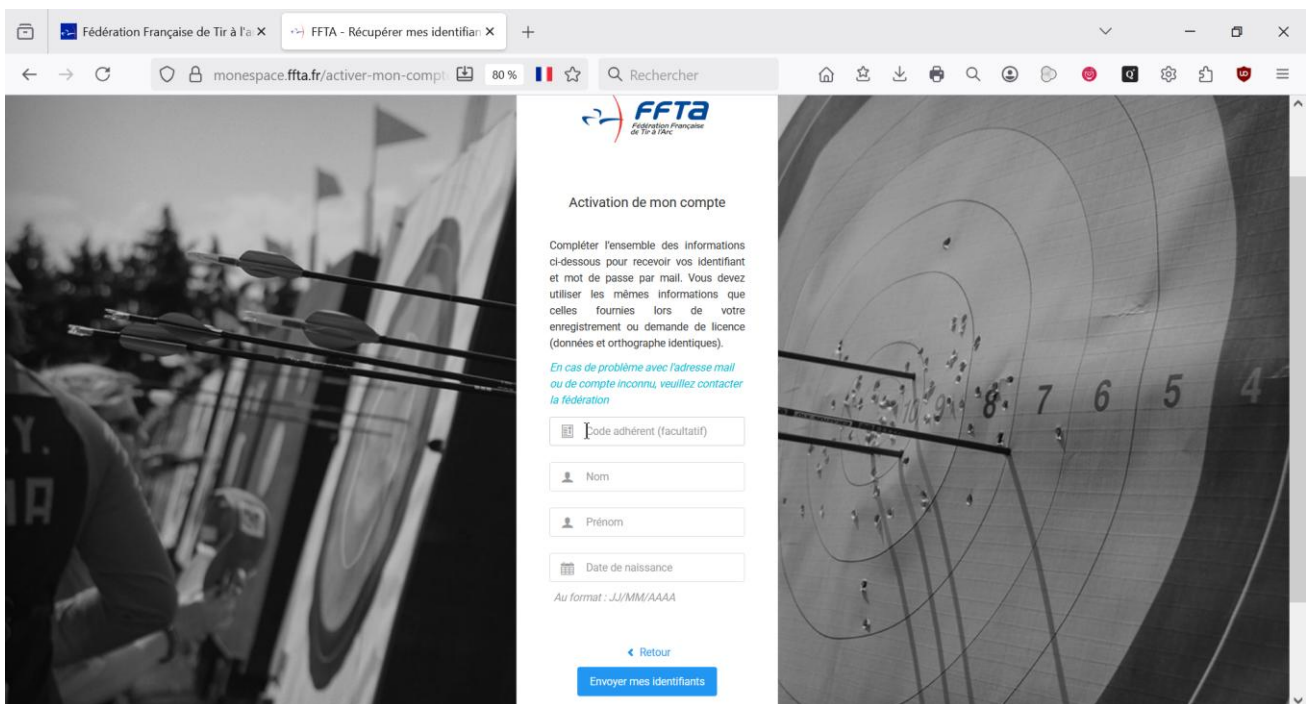 Fédération Française de Tir à l'a
FFTA - Récupérer mes identifian
monespace.ffta.fr/activer-mon-compt
80 %
Rechercher
FFTa
Fédération Française
de Tir à l'Arc
Activation de mon compte
Compléter l'ensemble des informations
ci-dessous pour recevoir vos identifiant
et mot de passe par mail. Vous devez
utiliser les mêmes informations que
celles fournies lors de votre
enregistrement ou demande de licence
(données et orthographe identiques).
En cas de problème avec l'adresse mail
ou de compte inconnu, veuillez contacter
la fédération
Code adhérent (facultatif)
Nom
Prénom
Date de naissance
Au format : JJ/MM/AAAA
Retour
Envoyer mes identifiants
10 9 8 7 6 5 4